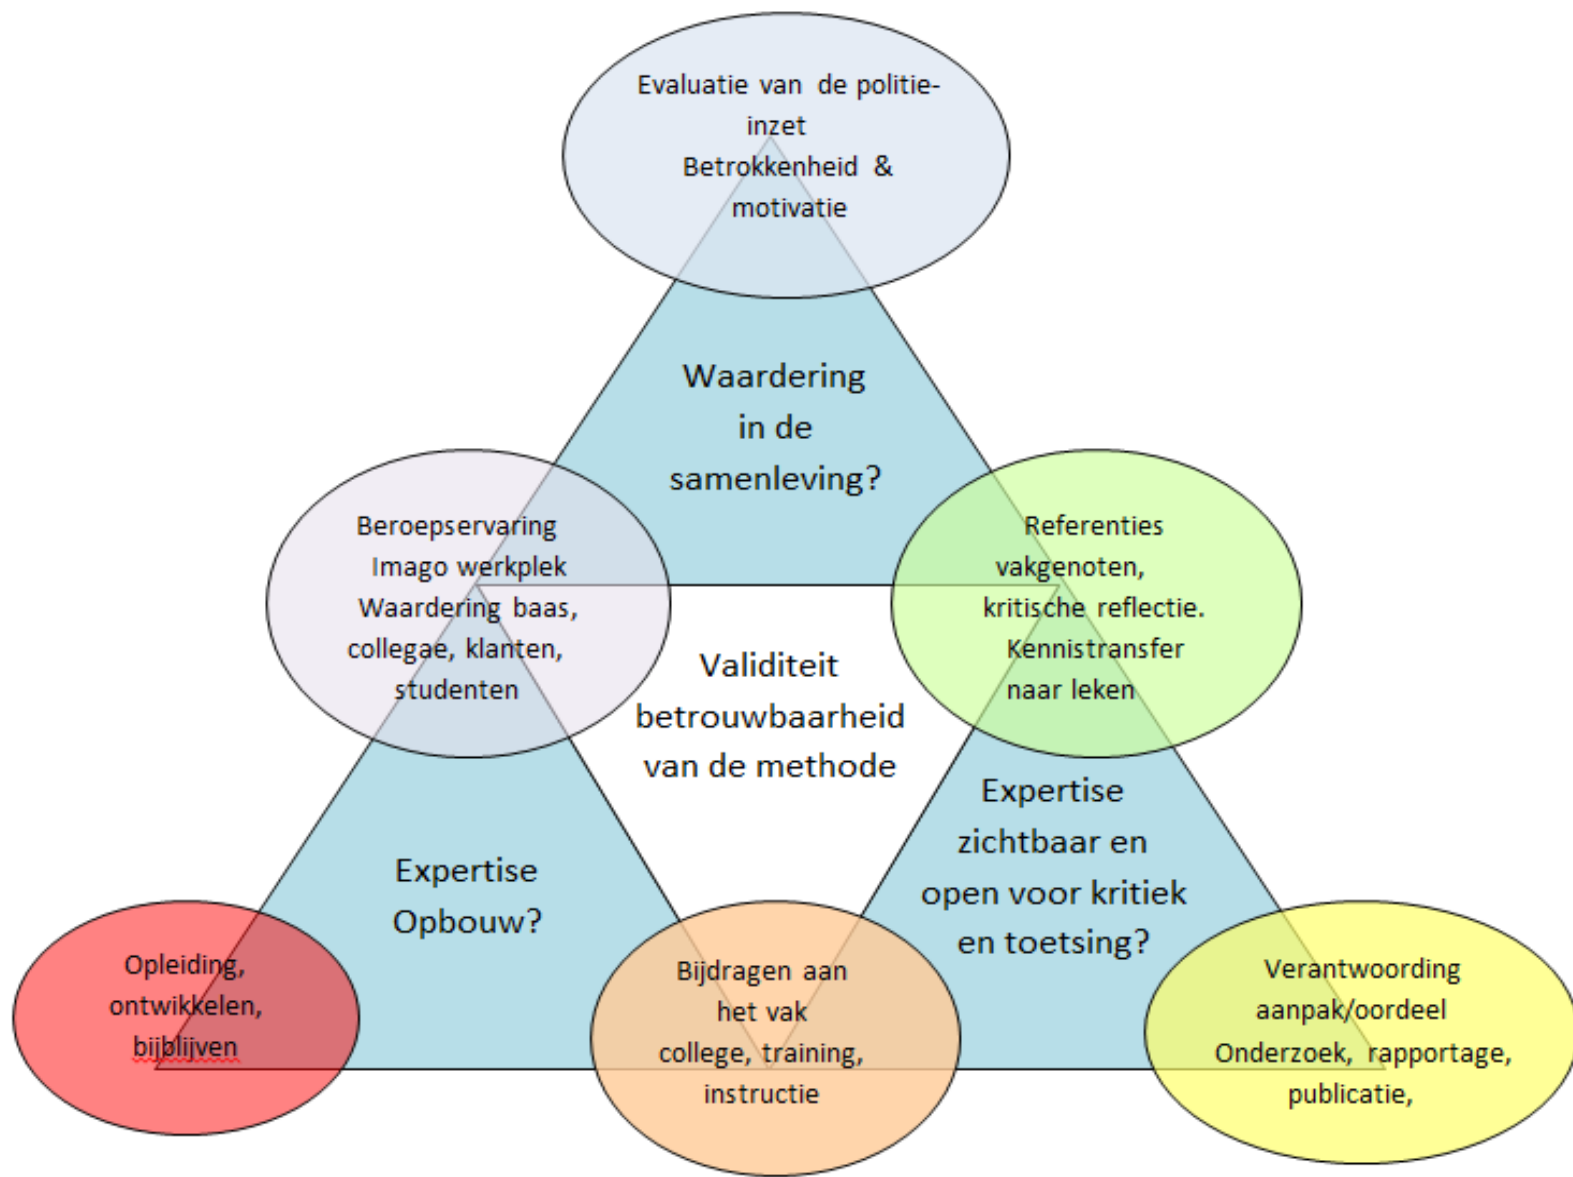 Evaluatie van de politie-
inzet
Betrokkenheid &
motivatie
Waardering
in de
samenleving?
Beroepservaring
Imago werkplek
Waardering baas,
collegae, klanten,
studenten
Referenties
vakgenoten,
kritische reflectie.
Kennistransfer
naar leken
Validiteit
betrouwbaarheid
van de methode
Expertise
Opbouw?
Expertise
zichtbaar en
open voor kritiek
en toetsing?
Opleiding,
ontwikkelen,
bijblijven
Bijdragen aan
het vak
college, training,
instructie
Verantwoording
aanpak/oordeel
Onderzoek, rapportage,
publicatie,